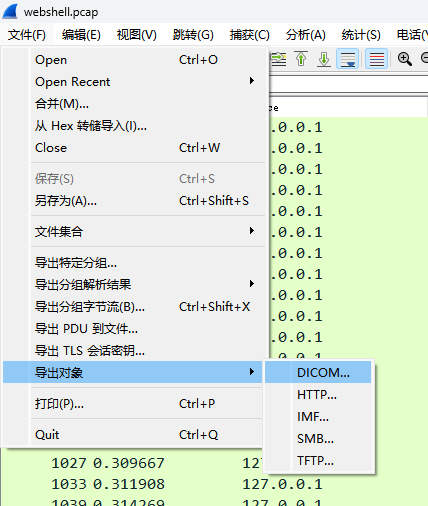 webshell.pcap
文件(F) 编辑(E) 视图(V) 跳转(G) 捕获(C) 分析(A) 统计(S) 电话(
Open Ctrl+O
Open Recent
合并(M)...
从 Hex 转储导入(I)...
Close Ctrl+W
保存(S) Ctrl+S
另存为(A)... Ctrl+Shift+S
文件集合
导出特定分组...
导出分组解析结果
导出分组字节流(B)... Ctrl+Shift+X
导出 PDU 到文件...
导出 TLS 会话密钥...
导出对象
打印(P)... Ctrl+P
Quit Ctrl+Q
DICOM...
HTTP...
IMF...
SMB...
TFTP...
.0.0.1
.0.0.1
.0.0.1
.0.0.1
.0.0.1
.0.0.1
.0.0.1
.0.0.1
.0.0.1
.0.0.1
.0.0.1
1027 0.309667 127.0.0.1
1033 0.311908 127.0.0.1
1039 0.314269 127.0.0.1